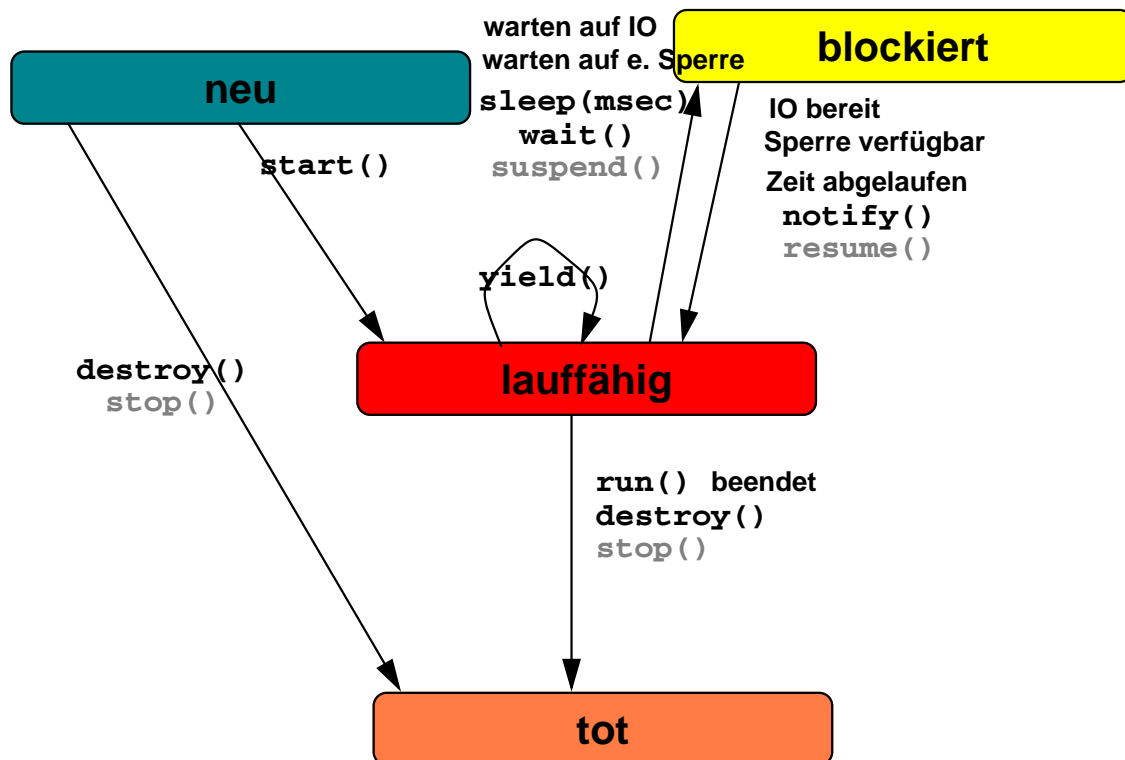 warten auf IO
warten auf e. Sperre
blockiert
neu
sleep(msec)
wait()
suspend()
IO bereit
Sperre verfügbar
Zeit abgelaufen
notify()
resume()
start()
yield()
lauffähig
destroy()
stop()
run() beendet
destroy()
stop()
tot